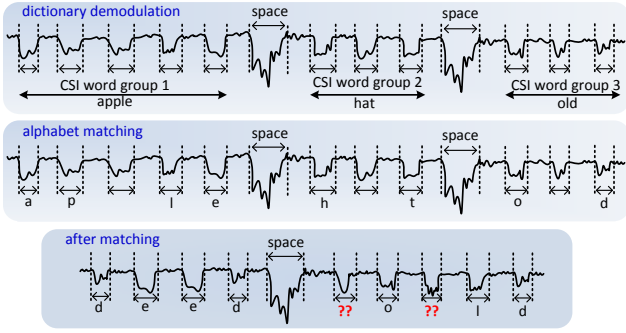 dictionary demodulation
space
space
CSI word group 1
CSI word group 2
CSI word group 3
apple
hat
old
alphabet matching
space
space
a p l e h t o d
after matching
space
d e e d ?? o ?? l d